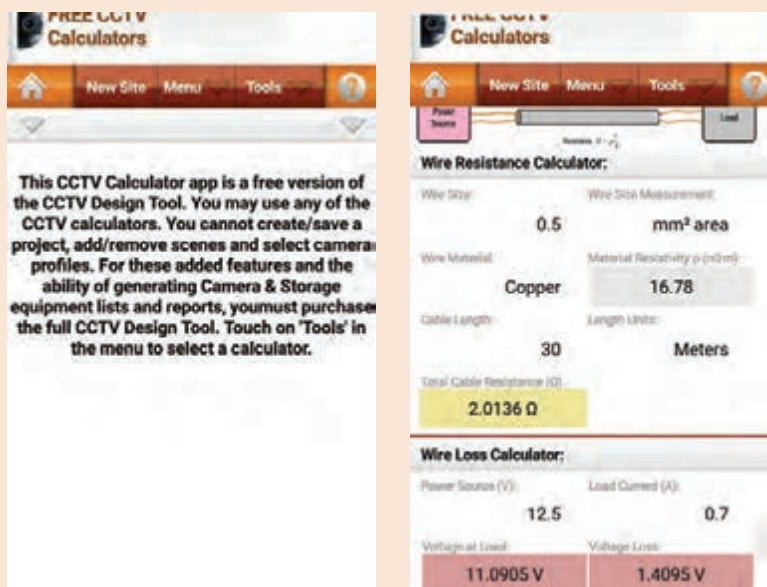 FREE CCTV
Calculators
New Site Menu Tools
?
This CCTV Calculator app is a free version of
the CCTV Design Tool. You may use any of the
CCTV calculators. You cannot create/save a
project, add/remove scenes and select camera
profiles. For these added features and the
ability of generating Camera & Storage
equipment lists and reports, youmust purchase
the full CCTV Design Tool. Touch on 'Tools' in
the menu to select a calculator.
FREE CCTV
Calculators
New Site Menu Tools
?
Power
Source
Load
Wire Resistance Calculator:
Wire Size: Wire Size Measurement:
0.5 mm² area
Wire Material: Material Resistivity ρ (nΩ·m):
Copper 16.78
Cable Length: Length Units:
30 Meters
Total Cable Resistance (Ω):
2.0136 Ω
Wire Loss Calculator:
Power Source (V): Load Current (A):
12.5 0.7
Voltage at Load: Voltage Loss:
11.0905 V 1.4095 V